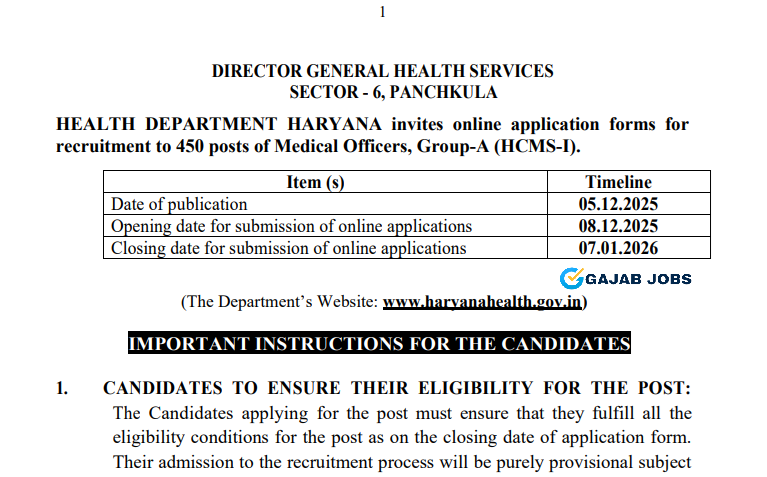 1
DIRECTOR GENERAL HEALTH SERVICES
SECTOR - 6, PANCHKULA
HEALTH DEPARTMENT HARYANA invites online application forms for
recruitment to 450 posts of Medical Officers, Group-A (HCMS-I).
Item (s) Timeline
Date of publication 05.12.2025
Opening date for submission of online applications 08.12.2025
Closing date for submission of online applications 07.01.2026
GAJAB JOBS
(The Department's Website: www.haryanahealth.gov.in)
IMPORTANT INSTRUCTIONS FOR THE CANDIDATES
1. CANDIDATES TO ENSURE THEIR ELIGIBILITY FOR THE POST:
The Candidates applying for the post must ensure that they fulfill all the
eligibility conditions for the post as on the closing date of application form.
Their admission to the recruitment process will be purely provisional subject